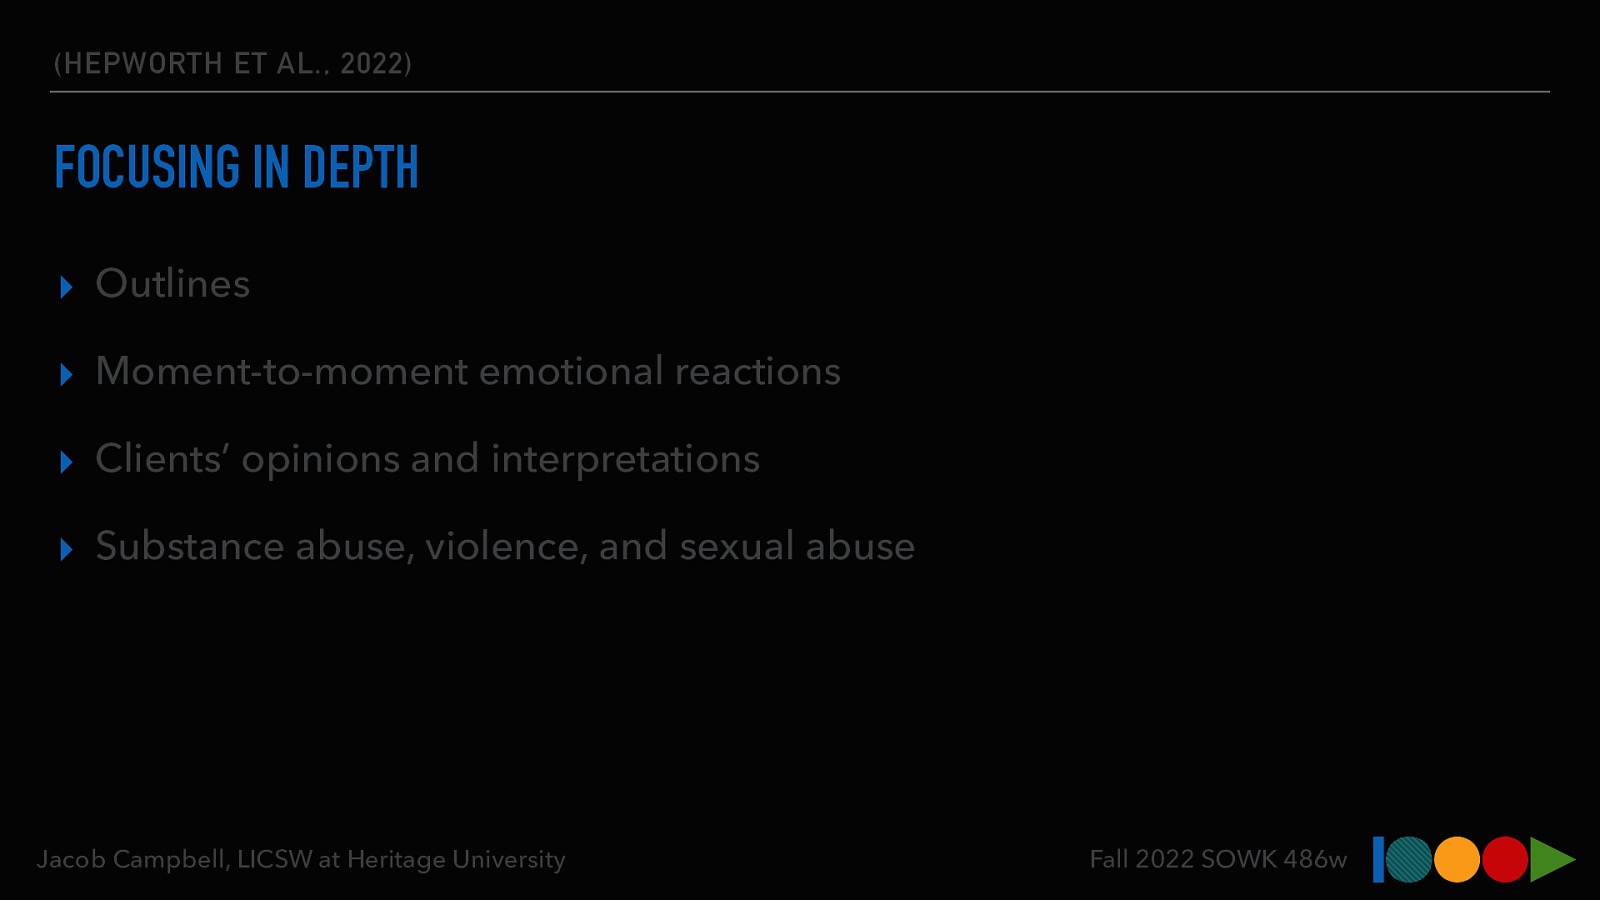 (HEPWORTH ET AL., 2022)
FOCUSING IN DEPTH
Outlines
Moment-to-moment emotional reactions
Clients’ opinions and interpretations
Substance abuse, violence, and sexual abuse
Jacob Campbell, LICSW at Heritage University
Fall 2022 SOWK 486w